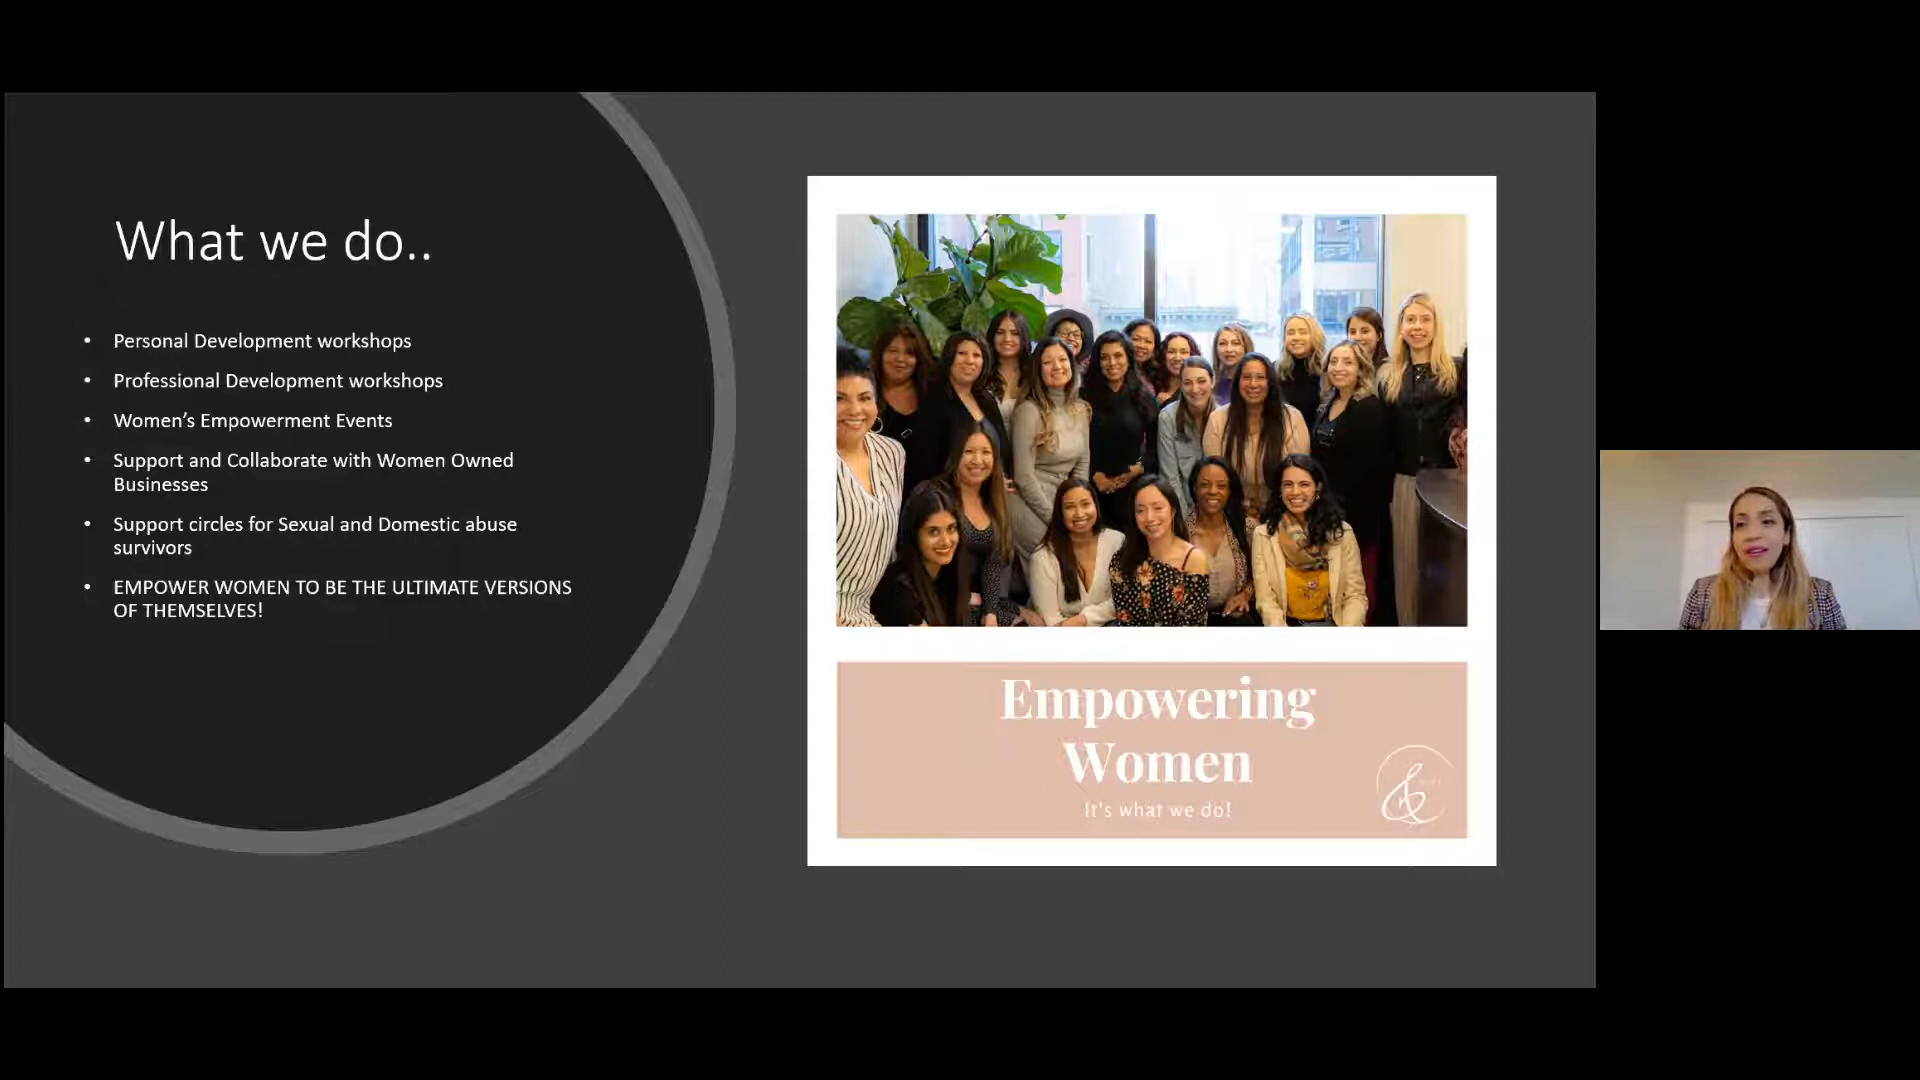 What we do..
• Personal Development workshops
• Professional Development workshops
• Women’s Empowerment Events
• Support and Collaborate with Women Owned
Businesses
• Support circles for Sexual and Domestic abuse
survivors
• EMPOWER WOMEN TO BE THE ULTIMATE VERSIONS
OF THEMSELVES!
Empowering
Women
It's what we do!